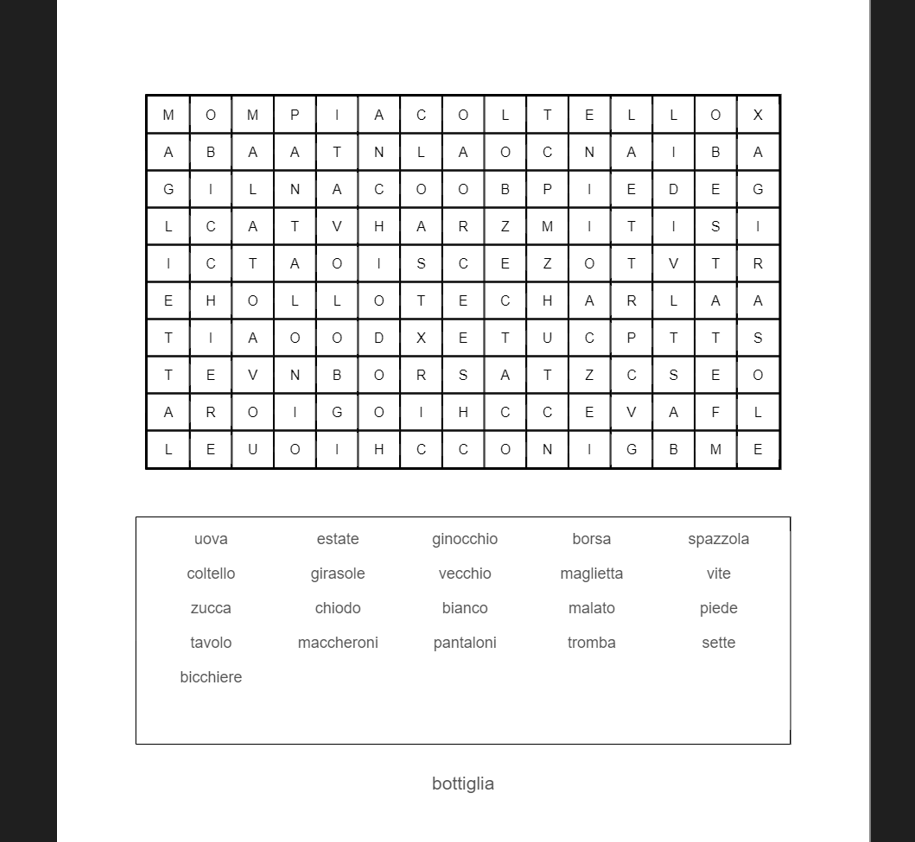 M O M P I A C O L T E L L O X
A B A A T N L A O C N A I B A
G I L N A C O O B P I E D E G
L C A T V H A R Z M I T I S I
I C T A O I S C E Z O T V T R
E H O L L O T E C H A R L A A
T I A O O D X E T U C P T T S
T E V N B O R S A T Z C S E O
A R O I G O I H C C E V A F L
L E U O I H C C O N I G B M E
uova estate ginocchio borsa spazzola
coltello girasole vecchio maglietta vite
zucca chiodo bianco malato piede
tavolo maccheroni pantaloni tromba sette
bicchiere
bottiglia